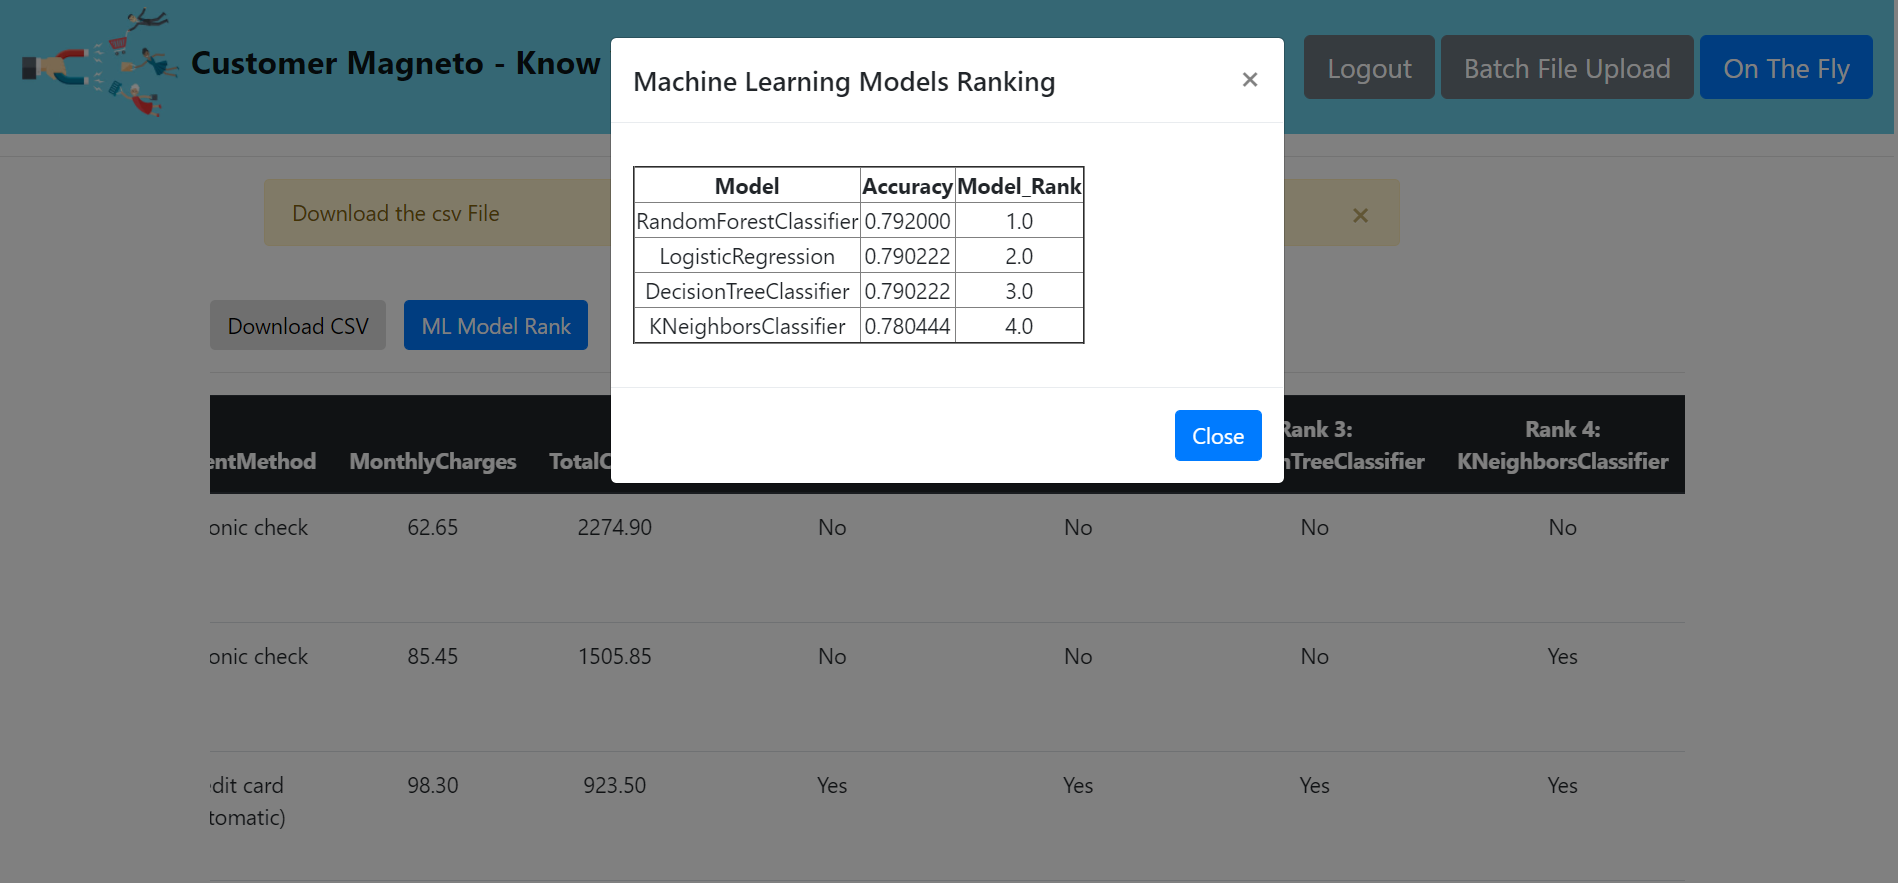 Customer Magneto - Know
Logout
Batch File Upload
On The Fly
Machine Learning Models Ranking
×
Download the csv File
×
Model Accuracy Model_Rank
RandomForestClassifier 0.792000 1.0
LogisticRegression 0.790222 2.0
DecisionTreeClassifier 0.790222 3.0
KNeighborsClassifier 0.780444 4.0
Download CSV
ML Model Rank
Close
entMethod MonthlyCharges TotalC
Rank 3:
nTreeClassifier
Rank 4:
KNeighborsClassifier
onic check 62.65 2274.90 No No No No
onic check 85.45 1505.85 No No No Yes
edit card 98.30 923.50 Yes Yes Yes Yes
tomatic)